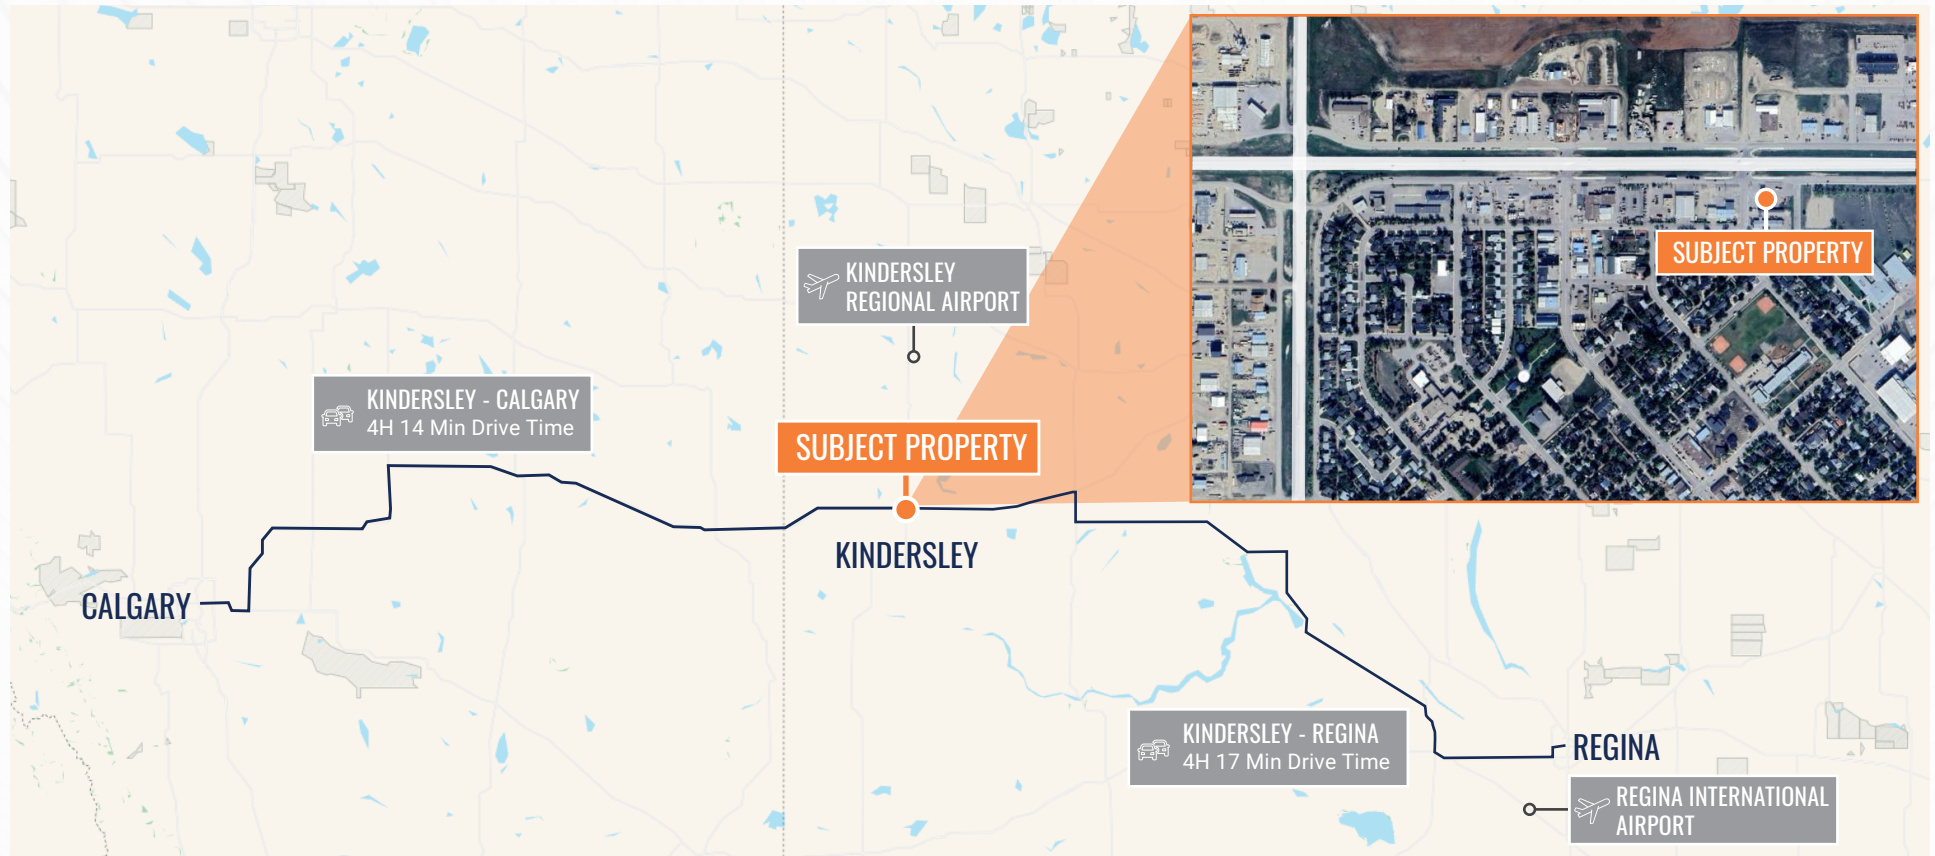 SUBJECT PROPERTY
KINDERSLEY
REGIONAL AIRPORT
KINDERSLEY - CALGARY
4H 14 Min Drive Time
SUBJECT PROPERTY
KINDERSLEY
CALGARY
KINDERSLEY - REGINA
4H 17 Min Drive Time
REGINA
REGINA INTERNATIONAL
AIRPORT